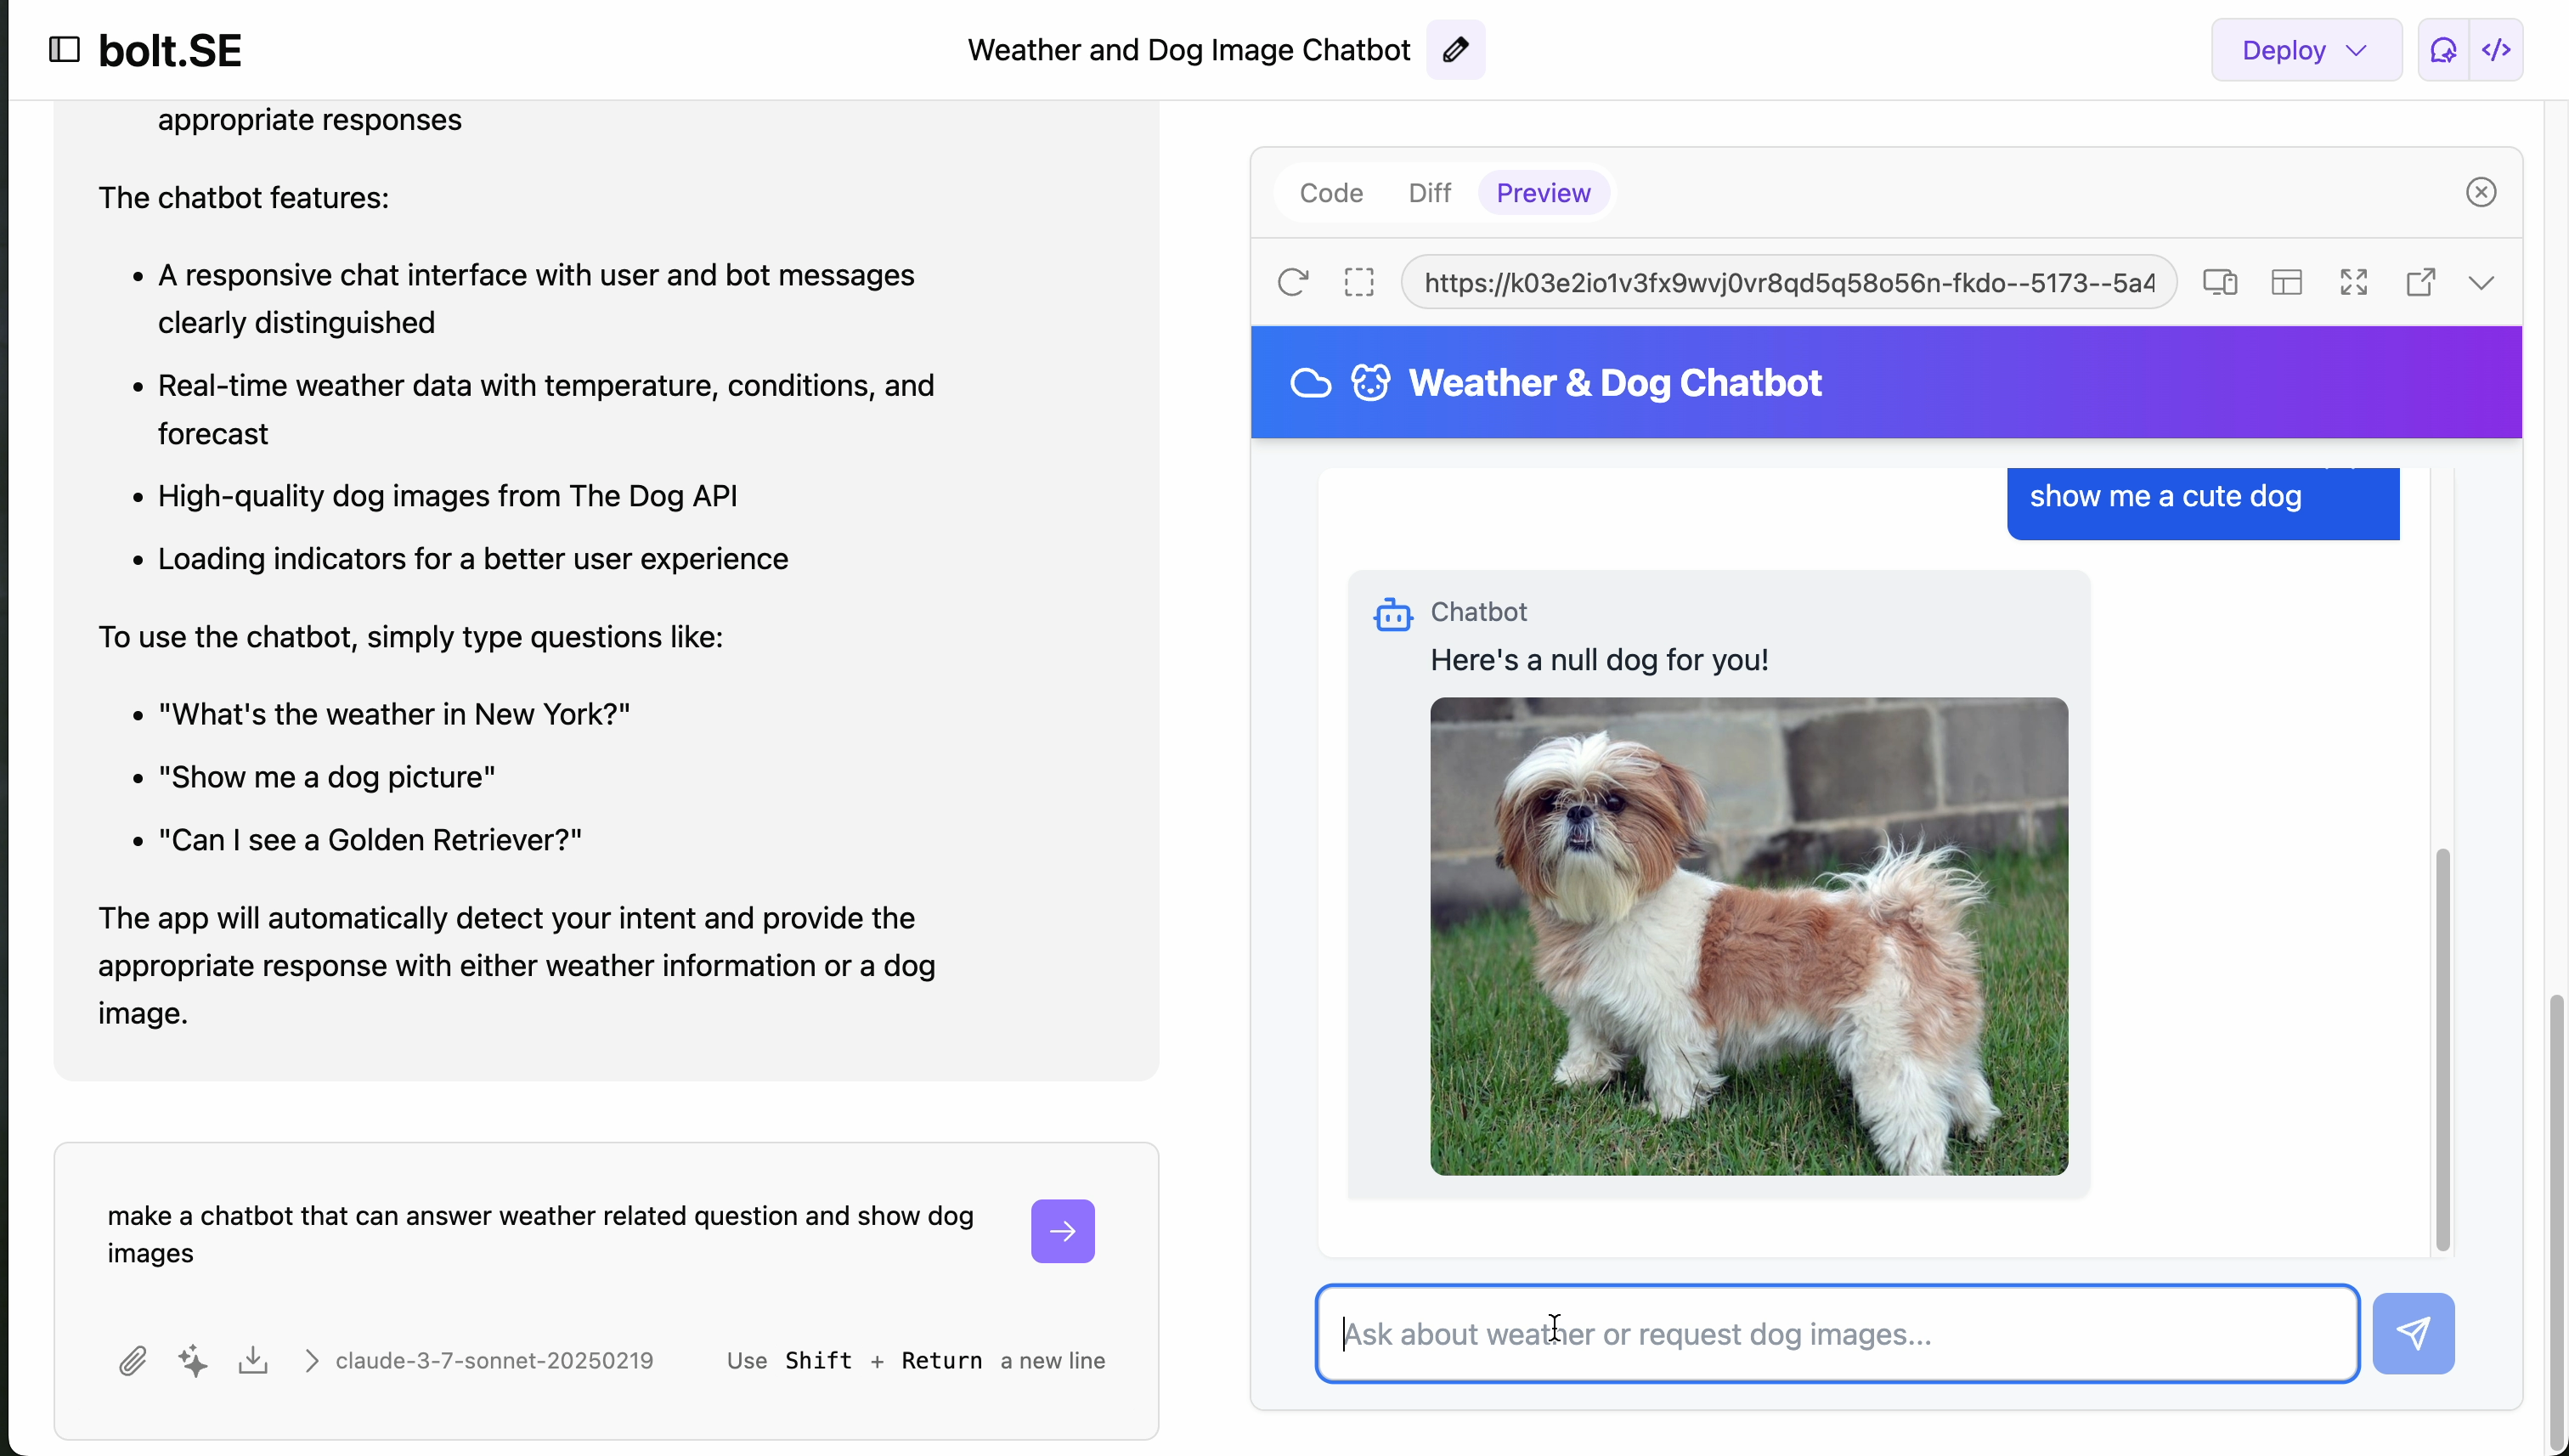 bolt.SE
Weather and Dog Image Chatbot
Deploy
appropriate responses
The chatbot features:
• A responsive chat interface with user and bot messages
clearly distinguished
• Real-time weather data with temperature, conditions, and
forecast
• High-quality dog images from The Dog API
• Loading indicators for a better user experience
To use the chatbot, simply type questions like:
• "What's the weather in New York?"
• "Show me a dog picture"
• "Can I see a Golden Retriever?"
The app will automatically detect your intent and provide the
appropriate response with either weather information or a dog
image.
make a chatbot that can answer weather related question and show dog
images
claude-3-7-sonnet-20250219
Use Shift + Return a new line
Code Diff Preview
https://k03e2io1v3fx9wvj0vr8qd5q58o56n-fkdo--5173--5a4
Weather & Dog Chatbot
show me a cute dog
Chatbot
Here's a null dog for you!
Ask about weather or request dog images...